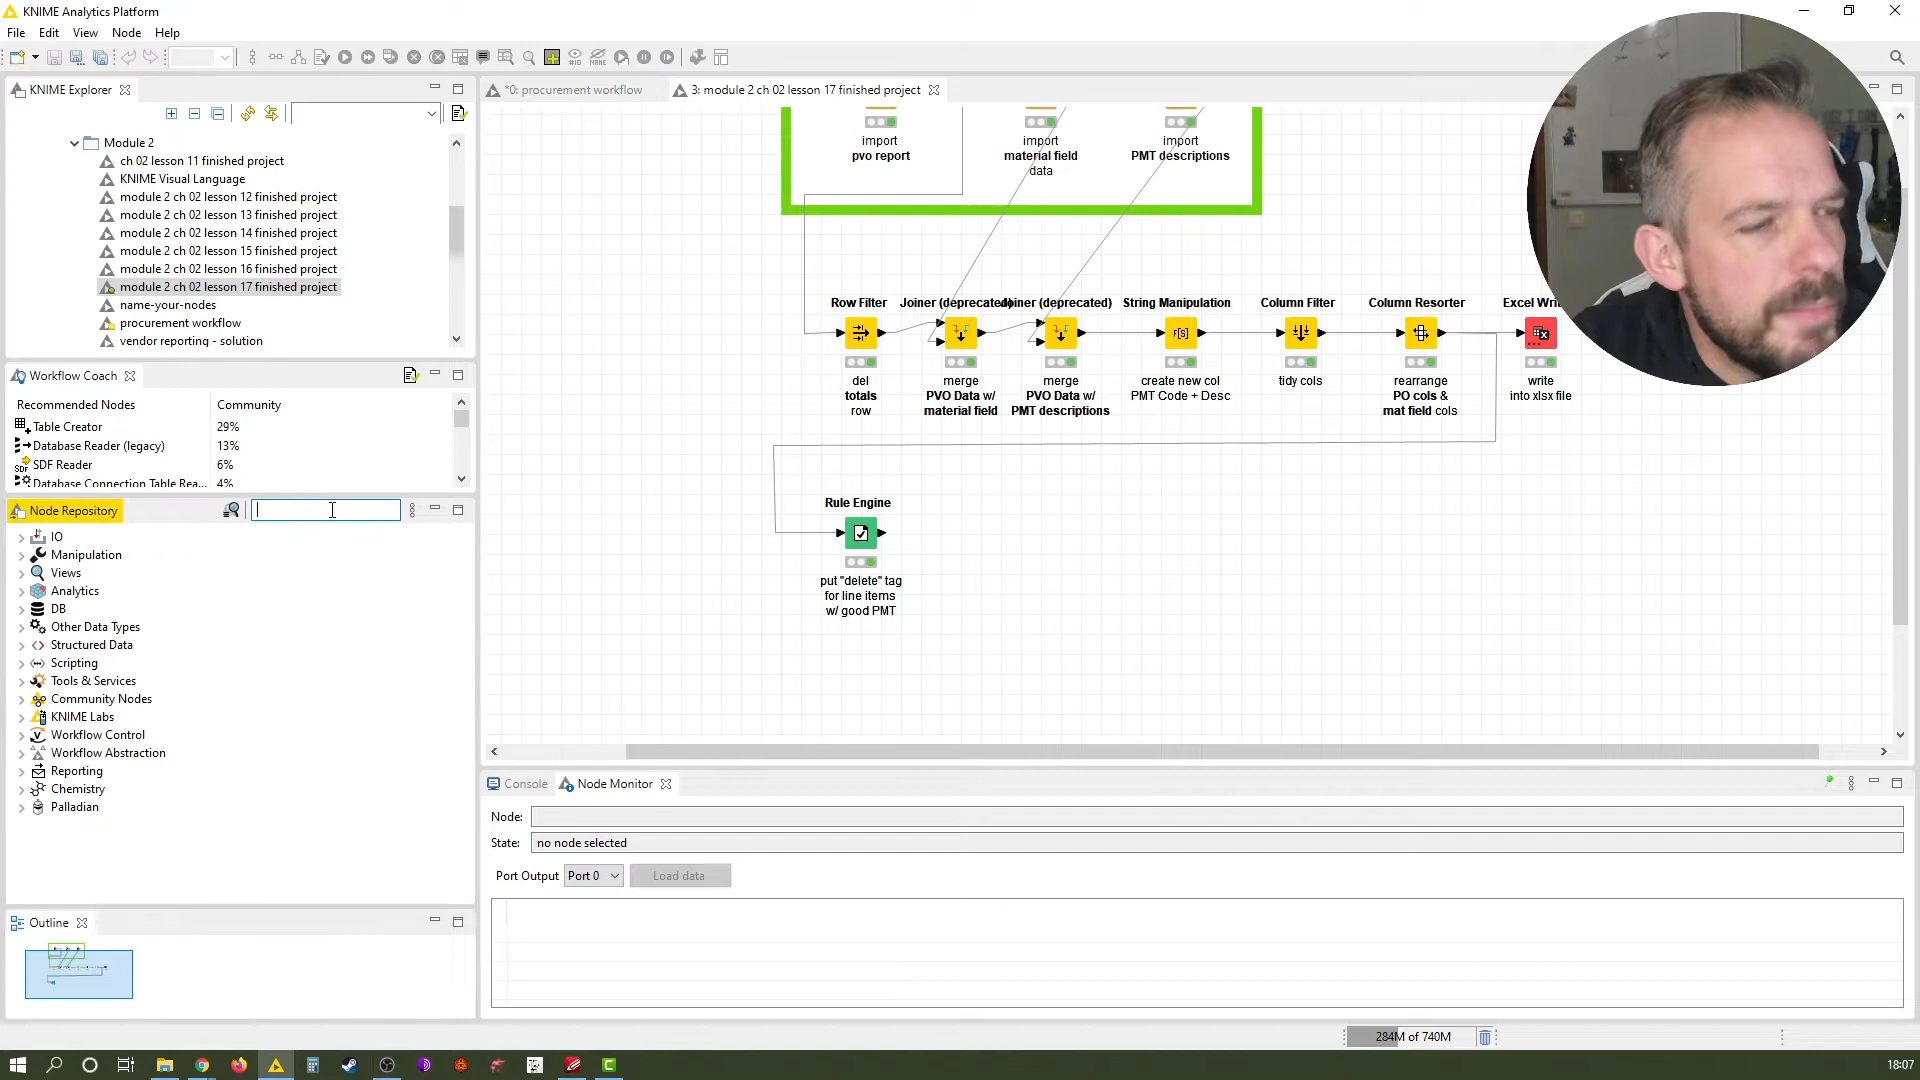 KNIME Analytics Platform
File Edit View Node Help
KNIME Explorer
Module 2
ch 02 lesson 11 finished project
KNIME Visual Language
module 2 ch 02 lesson 12 finished project
module 2 ch 02 lesson 13 finished project
module 2 ch 02 lesson 14 finished project
module 2 ch 02 lesson 15 finished project
module 2 ch 02 lesson 16 finished project
module 2 ch 02 lesson 17 finished project
name-your-nodes
procurement workflow
vendor reporting - solution
Workflow Coach
Recommended Nodes Community
Table Creator 29%
Database Reader (legacy) 13%
SDF Reader 6%
Database Connection Table Rea... 4%
Node Repository
IO
Manipulation
Views
Analytics
DB
Other Data Types
Structured Data
Scripting
Tools & Services
Community Nodes
KNIME Labs
Workflow Control
Workflow Abstraction
Reporting
Chemistry
Palladian
Outline
*0: procurement workflow
3: module 2 ch 02 lesson 17 finished project
import
pvo report
import
material field
data
import
PMT descriptions
Row Filter
del
totals
row
Joiner (deprecated)
merge
PVO Data w/
material field
Joiner (deprecated)
merge
PVO Data w/
PMT descriptions
String Manipulation
create new col
PMT Code + Desc
Column Filter
tidy cols
Column Resorter
rearrange
PO cols &
mat field cols
write
into xlsx file
Rule Engine
put "delete" tag
for line items
w/ good PMT
Console
Node Monitor
Node:
State: no node selected
Port Output Port 0 Load data
284M of 740M
18:07